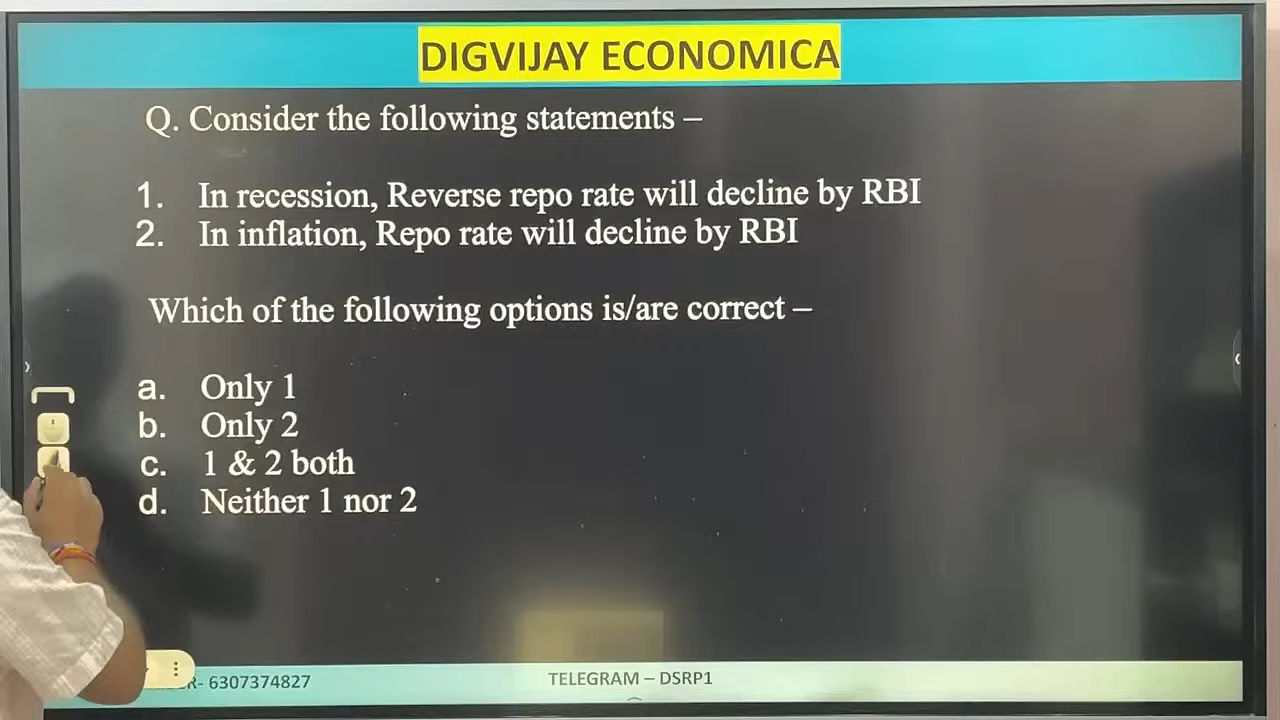 DIGVIJAY ECONOMICA
Q. Consider the following statements –
1. In recession, Reverse repo rate will decline by RBI
2. In inflation, Repo rate will decline by RBI
Which of the following options is/are correct –
a. Only 1
b. Only 2
c. 1 & 2 both
d. Neither 1 nor 2
6307374827
TELEGRAM – DSRP1